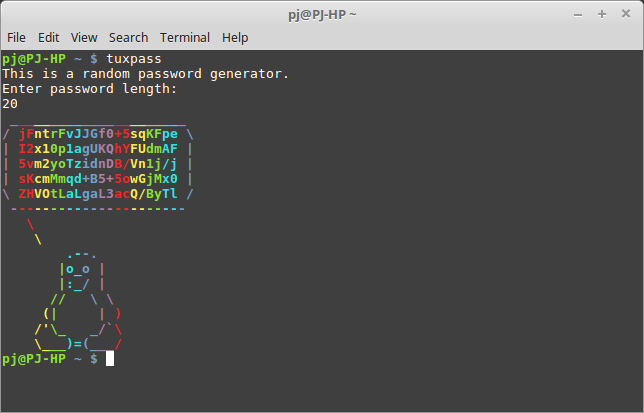 pj@PJ-HP ~
File Edit View Search Terminal Help
pj@PJ-HP ~ $ tuxpass
This is a random password generator.
Enter password length:
20
 ______________________
/ jFntrFvJJGf0+5sqKFpe \
| I2x10p1agUKQhYFUdmAF |
| 5vm2yoTzidnDB/Vn1j/j |
| sKcmMmqd+B5+5owGjMx0 |
\ ZHVOtLaLgaL3acQ/ByTl /
 ----------------------
   \
    \
        .--.
       |o_o |
       |:_/ |
      //   \ \
     (|     | )
    /'\_   _/`\
    \___)=(___/
pj@PJ-HP ~ $